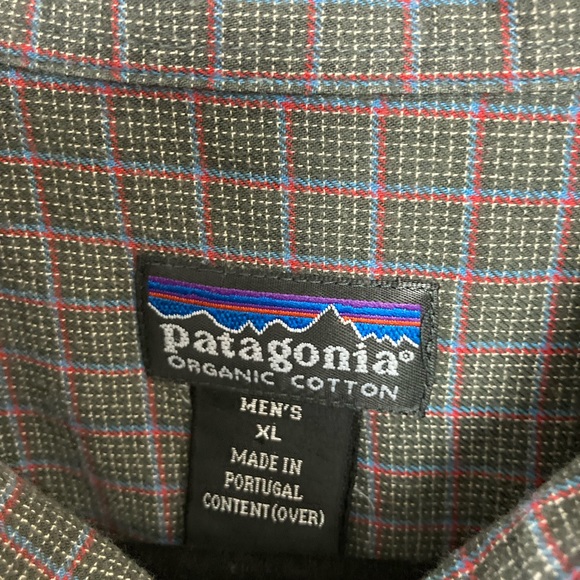 patagonia®
ORGANIC COTTON
MEN'S
XL
MADE IN
PORTUGAL
CONTENT(OVER)